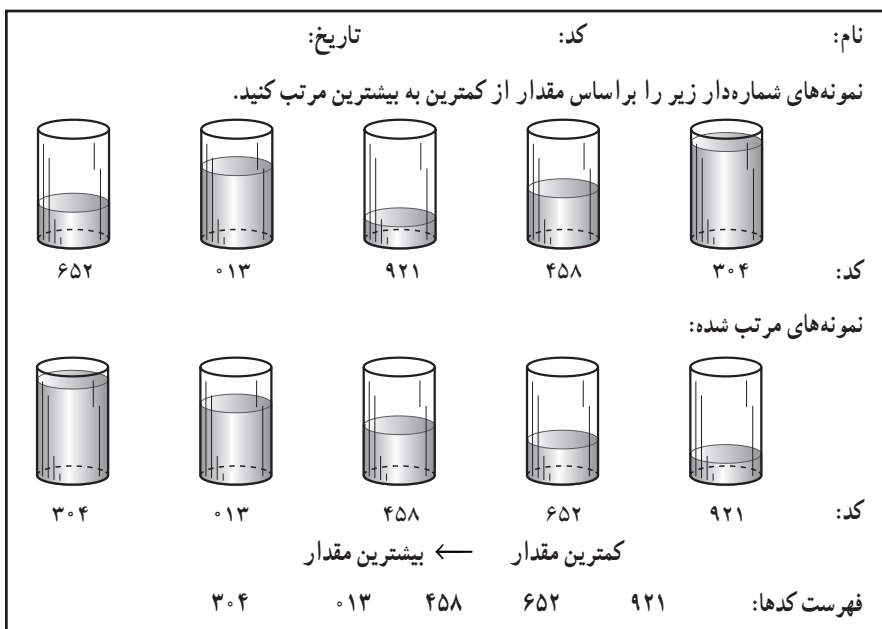 نام: کد: تاریخ:
نمونه‌های شماره‌دار زیر را براساس مقدار از کمترین به بیشترین مرتب کنید.
کد: ۳۰۴ ۴۵۸ ۹۲۱ ۰۱۳ ۶۵۲
نمونه‌های مرتب شده:
کد: ۹۲۱ ۶۵۲ ۴۵۸ ۰۱۳ ۳۰۴
کمترین مقدار ← بیشترین مقدار
فهرست کدها: ۹۲۱ ۶۵۲ ۴۵۸ ۰۱۳ ۳۰۴